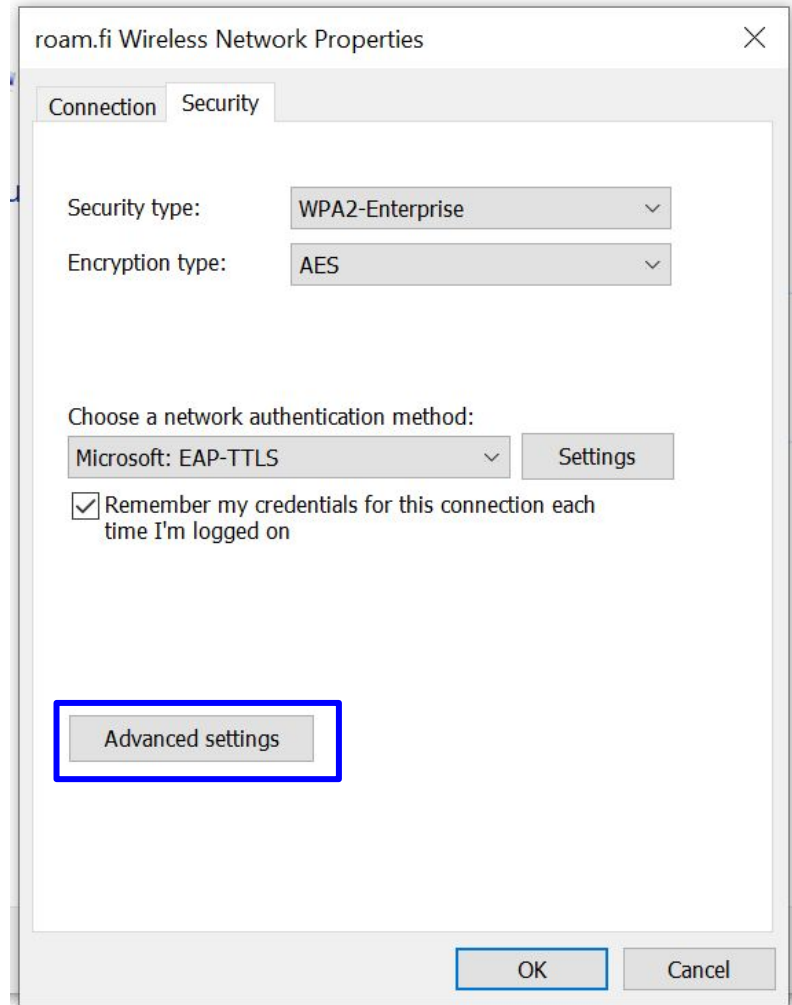 roam.fi Wireless Network Properties
Connection
Security
Security type:
WPA2-Enterprise
Encryption type:
AES
Choose a network authentication method:
Microsoft: EAP-TTLS
Settings
Remember my credentials for this connection each
time I'm logged on
Advanced settings
OK
Cancel